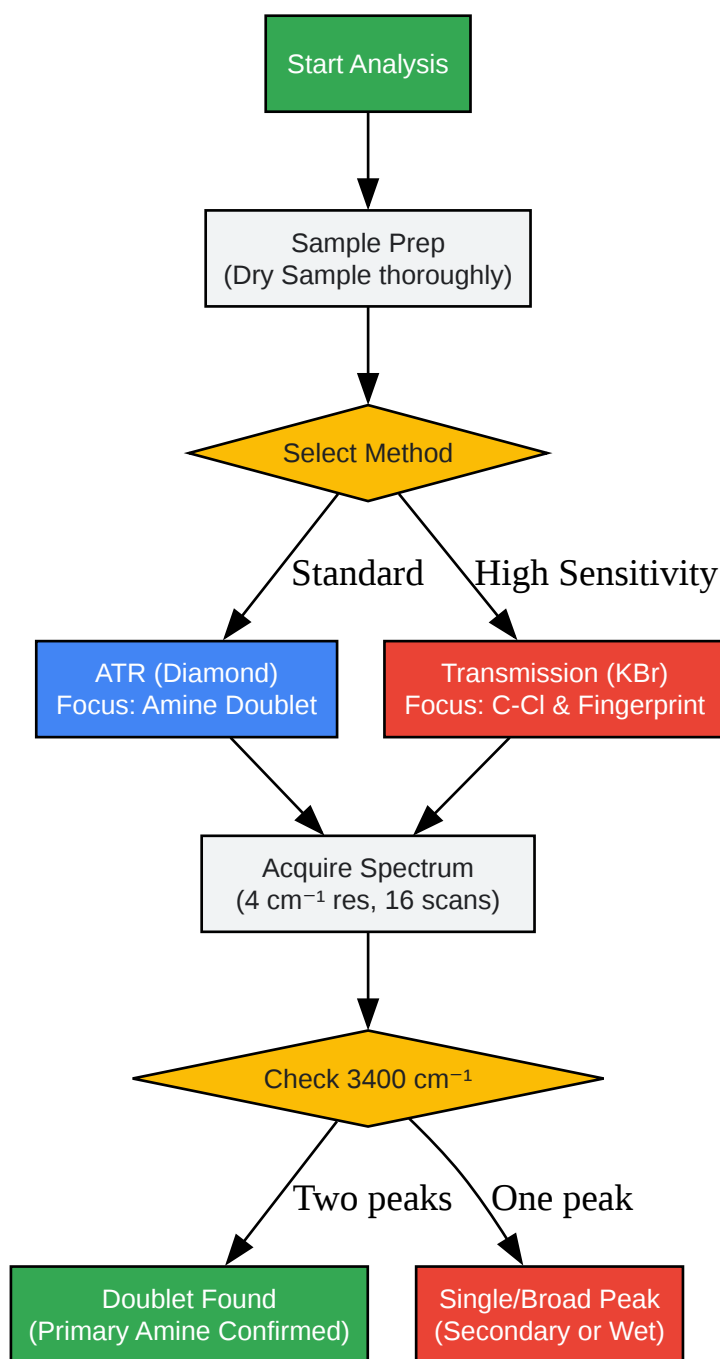 Start Analysis
Sample Prep
(Dry Sample thoroughly)
Select Method
Standard
High Sensitivity
ATR (Diamond)
Focus: Amine Doublet
Transmission (KBr)
Focus: C-Cl & Fingerprint
Acquire Spectrum
(4 cm⁻¹ res, 16 scans)
Check 3400 cm⁻¹
Two peaks
One peak
Doublet Found
(Primary Amine Confirmed)
Single/Broad Peak
(Secondary or Wet)